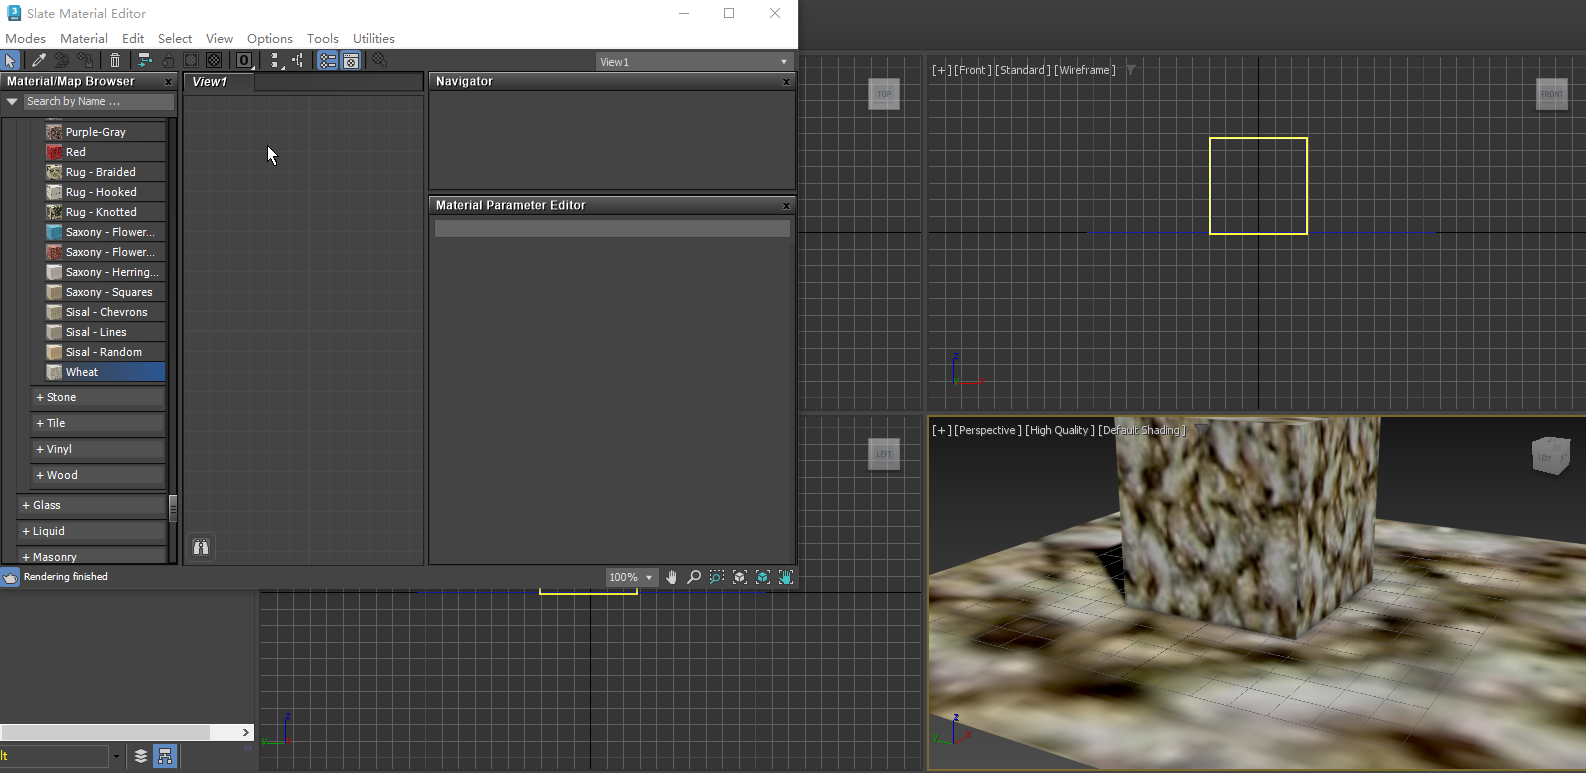 Slate Material Editor
Modes Material Edit Select View Options Tools Utilities
0
View1
Material/Map Browser x
Search by Name ...
Purple-Gray
Red
Rug - Braided
Rug - Hooked
Rug - Knotted
Saxony - Flower...
Saxony - Flower...
Saxony - Herring...
Saxony - Squares
Sisal - Chevrons
Sisal - Lines
Sisal - Random
Wheat
+ Stone
+ Tile
+ Vinyl
+ Wood
+ Glass
+ Liquid
+ Masonry
Rendering finished
View1
Navigator x
Material Parameter Editor x
100%
TOP
[+] [Front] [Standard] [Wireframe]
FRONT
z
y x
LEFT
[+] [Perspective] [High Quality] [Default Shading]
LEFT
z
y x
z
y x
lt